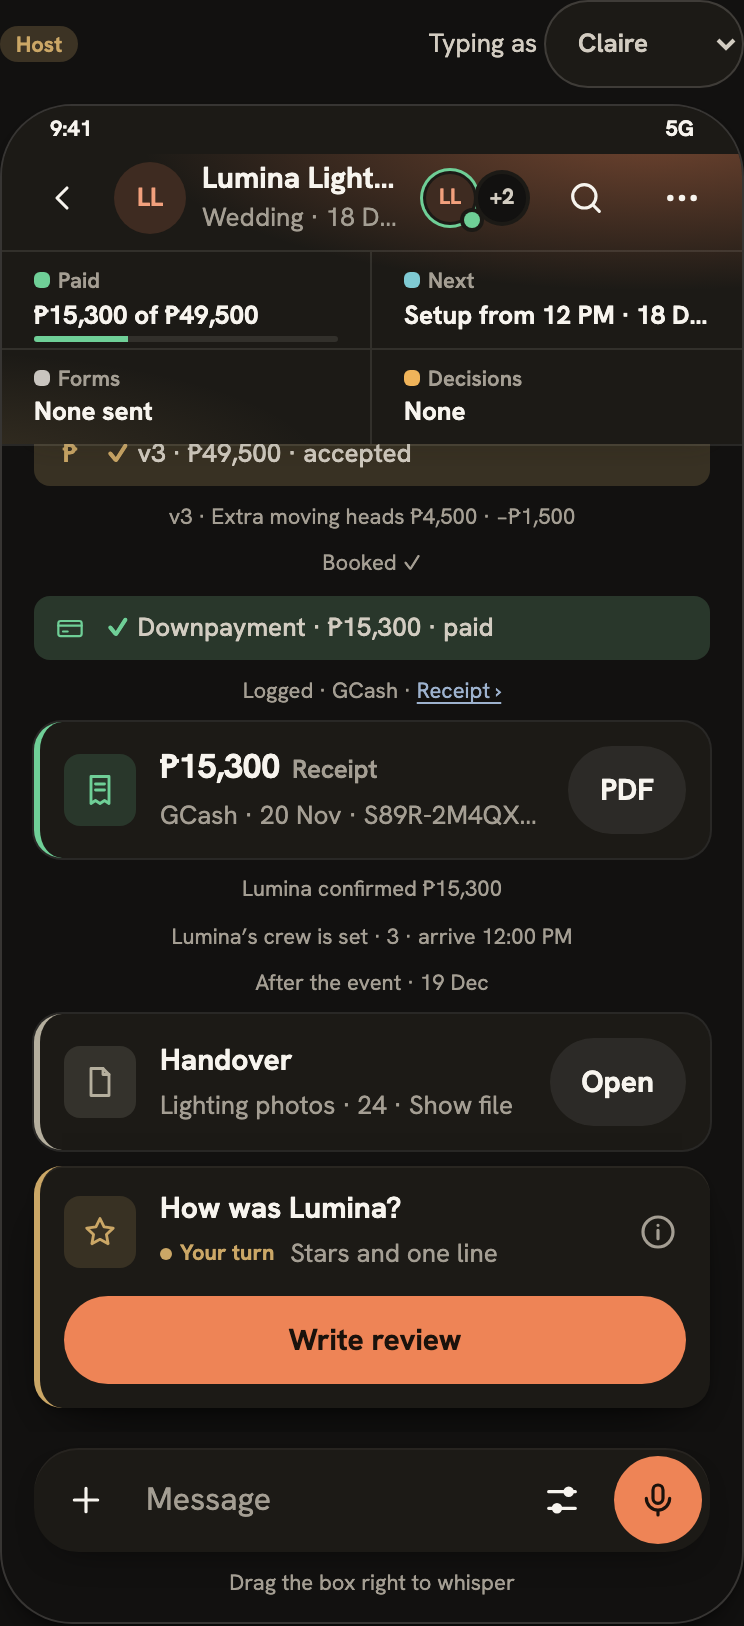 Host
Typing as
Claire
9:41
5G
LL
Lumina Light...
Wedding · 18 D...
LL
+2
Paid
₱15,300 of ₱49,500
Next
Setup from 12 PM · 18 D...
Forms
None sent
Decisions
None
₱ ✓ v3 · ₱49,500 · accepted
v3 · Extra moving heads ₱4,500 · −₱1,500
Booked ✓
✓ Downpayment · ₱15,300 · paid
Logged · GCash · Receipt ›
₱15,300 Receipt
GCash · 20 Nov · S89R-2M4QX...
PDF
Lumina confirmed ₱15,300
Lumina’s crew is set · 3 · arrive 12:00 PM
After the event · 19 Dec
Handover
Lighting photos · 24 · Show file
Open
How was Lumina?
Your turn Stars and one line
Write review
Message
Drag the box right to whisper